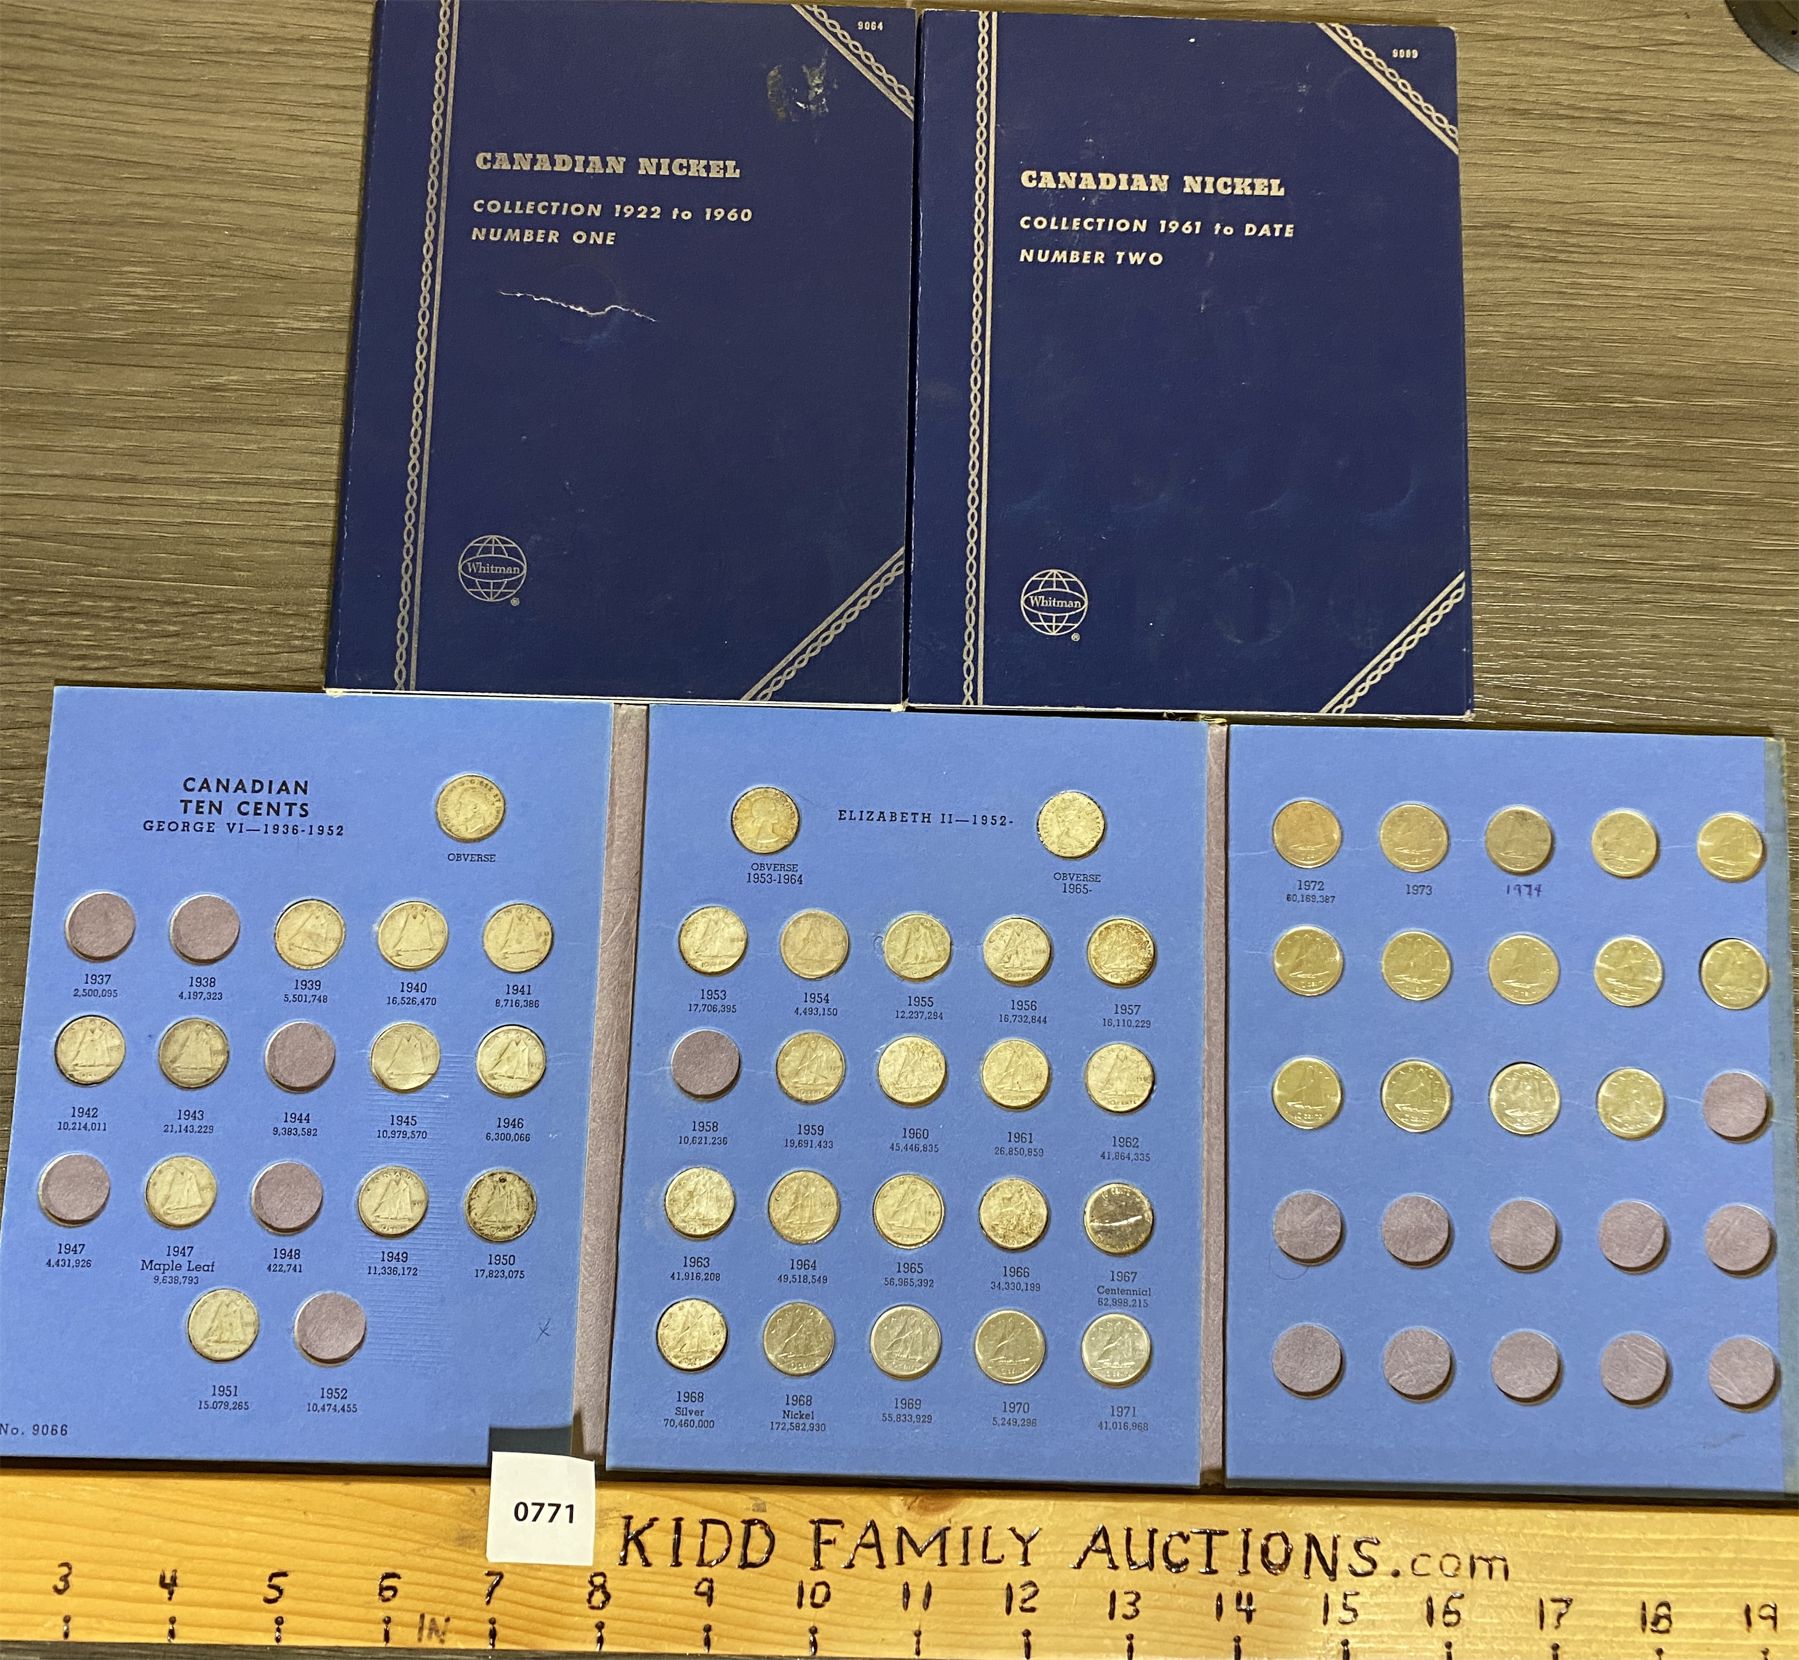 9064
CANADIAN NICKEL
COLLECTION 1922 to 1960
NUMBER ONE
Whitman
®
9089
CANADIAN NICKEL
COLLECTION 1961 to DATE
NUMBER TWO
Whitman
®
CANADIAN
TEN CENTS
GEORGE VI—1936-1952
OBVERSE
1937 1938 1939 1940 1941
2,500,095 4,197,323 5,501,748 16,526,470 8,716,386
1942 1943 1944 1945 1946
10,214,011 21,143,229 9,383,582 10,979,570 6,300,066
1947 1947 1948 1949 1950
4,431,926 Maple Leaf 422,741 11,336,172 17,823,075
9,638,793
1951 1952
15,079,265 10,474,455
No. 9066
OBVERSE
1953-1964
ELIZABETH II—1952-
OBVERSE
1965-
1953 1954 1955 1956 1957
17,706,395 4,493,150 12,237,294 16,732,844 16,110,229
1958 1959 1960 1961 1962
10,621,236 19,691,433 45,446,835 26,850,859 41,864,335
1963 1964 1965 1966 1967
41,916,208 49,518,549 56,965,392 34,330,199 Centennial
62,998,215
1968 1968 1969 1970 1971
Silver Nickel 55,833,929 5,249,296 41,016,968
70,460,000 172,582,930
1972 1973 1974
60,169,387
0771
KIDD FAMILY AUCTIONS.com
3 4 5 6 7 8 9 10 11 12 13 14 15 16 17 18 19
IN